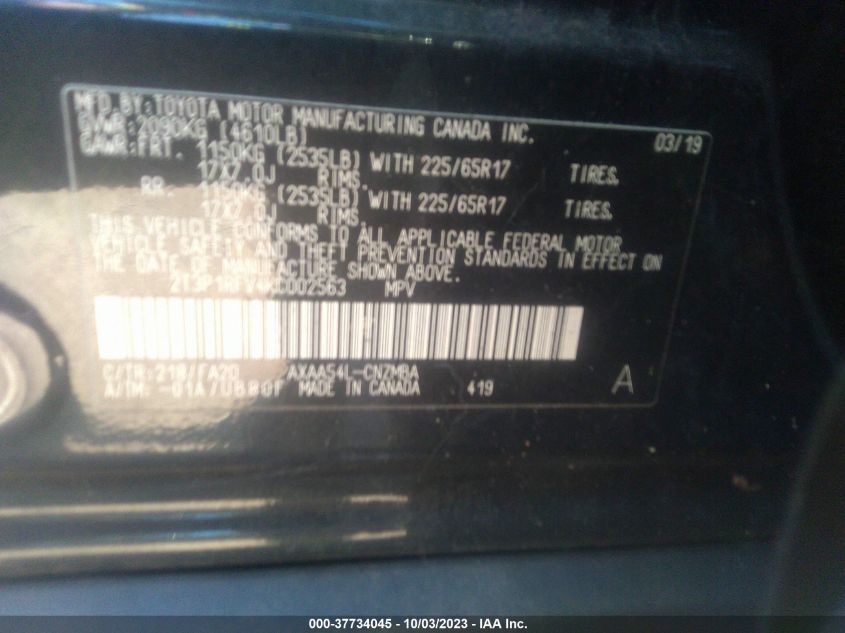 MFD.BY:TOYOTA MOTOR MANUFACTURING CANADA INC.
GVWR:2090KG (4610LB) 03/19
GAWR:FRT. 1150KG (2535LB) WITH 225/65R17 TIRES.
17X7.0J RIMS.
RR. 1150KG (2535LB) WITH 225/65R17 TIRES.
17X7.0J RIMS.
THIS VEHICLE CONFORMS TO ALL APPLICABLE FEDERAL MOTOR
VEHICLE SAFETY AND THEFT PREVENTION STANDARDS IN EFFECT ON
THE DATE OF MANUFACTURE SHOWN ABOVE.
MPV
C/TR:218/FA20 AXAA54L-CNZMBA
MADE IN CANADA 419 A
000-37734045 - 10/03/2023 - IAA Inc.